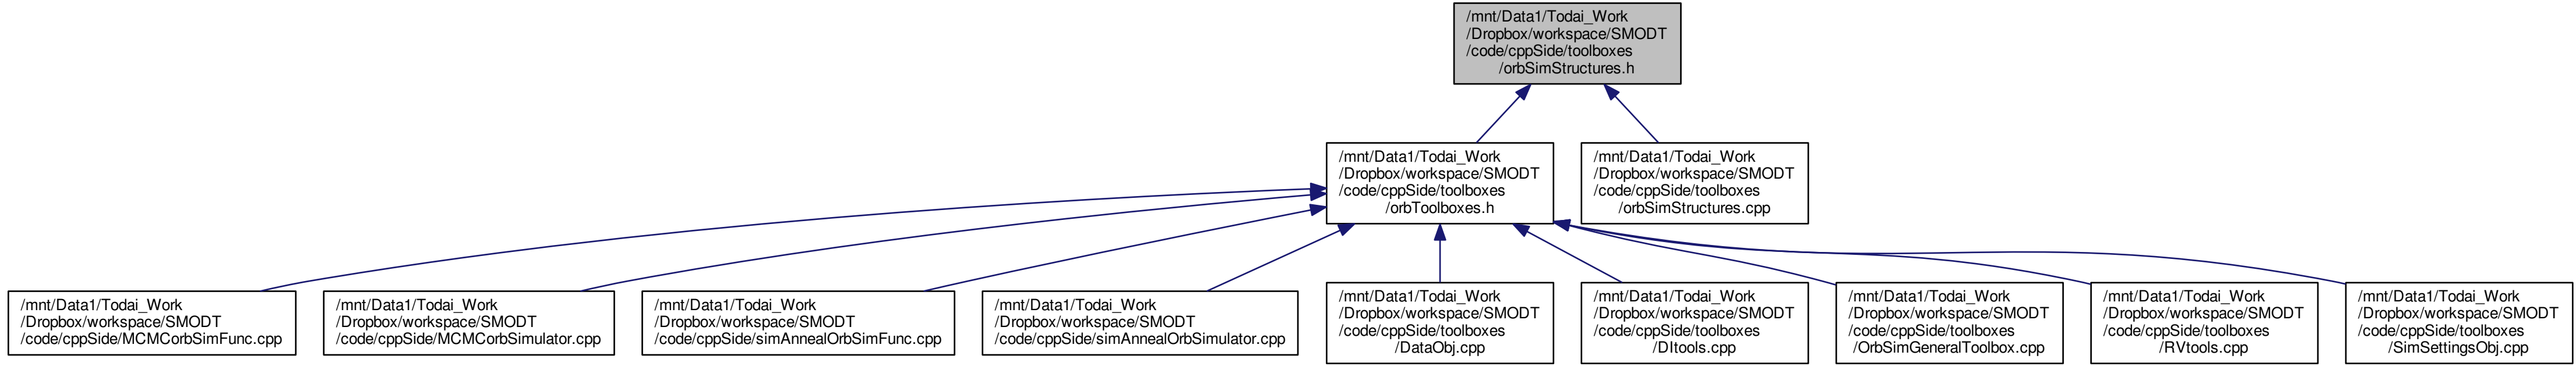 /mnt/Data1/Todai_Work
/Dropbox/workspace/SMODT
/code/cppSide/toolboxes
/orbSimStructures.h
/mnt/Data1/Todai_Work
/Dropbox/workspace/SMODT
/code/cppSide/toolboxes
/orbToolboxes.h
/mnt/Data1/Todai_Work
/Dropbox/workspace/SMODT
/code/cppSide/toolboxes
/orbSimStructures.cpp
/mnt/Data1/Todai_Work
/Dropbox/workspace/SMODT
/code/cppSide/MCMCorbSimFunc.cpp
/mnt/Data1/Todai_Work
/Dropbox/workspace/SMODT
/code/cppSide/MCMCorbSimulator.cpp
/mnt/Data1/Todai_Work
/Dropbox/workspace/SMODT
/code/cppSide/simAnnealOrbSimFunc.cpp
/mnt/Data1/Todai_Work
/Dropbox/workspace/SMODT
/code/cppSide/simAnnealOrbSimulator.cpp
/mnt/Data1/Todai_Work
/Dropbox/workspace/SMODT
/code/cppSide/toolboxes
/DataObj.cpp
/mnt/Data1/Todai_Work
/Dropbox/workspace/SMODT
/code/cppSide/toolboxes
/DItools.cpp
/mnt/Data1/Todai_Work
/Dropbox/workspace/SMODT
/code/cppSide/toolboxes
/OrbSimGeneralToolbox.cpp
/mnt/Data1/Todai_Work
/Dropbox/workspace/SMODT
/code/cppSide/toolboxes
/RVtools.cpp
/mnt/Data1/Todai_Work
/Dropbox/workspace/SMODT
/code/cppSide/toolboxes
/SimSettingsObj.cpp